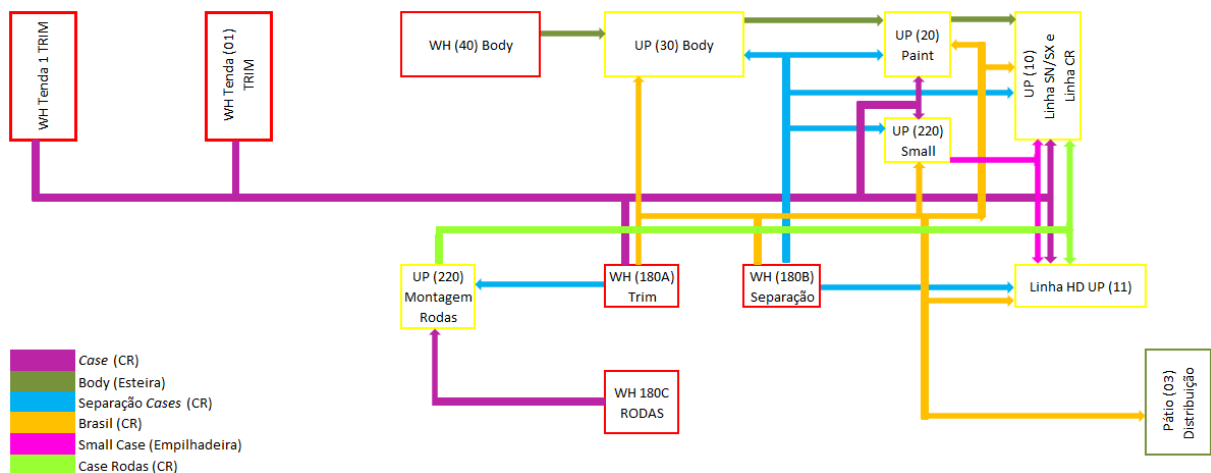 WH Tenda 1 TRIM
WH Tenda (01)
TRIM
WH (40) Body
UP (30) Body
UP (20)
Paint
UP (10)
Linha SN/SX e
Linha CR
UP (220)
Small
UP (220)
Montagem
Rodas
WH (180A)
Trim
WH (180B)
Separação
Linha HD UP (11)
WH 180C
RODAS
Pátio (03)
Distribuição
Case (CR)
Body (Esteira)
Separação Cases (CR)
Brasil (CR)
Small Case (Empilhadeira)
Case Rodas (CR)